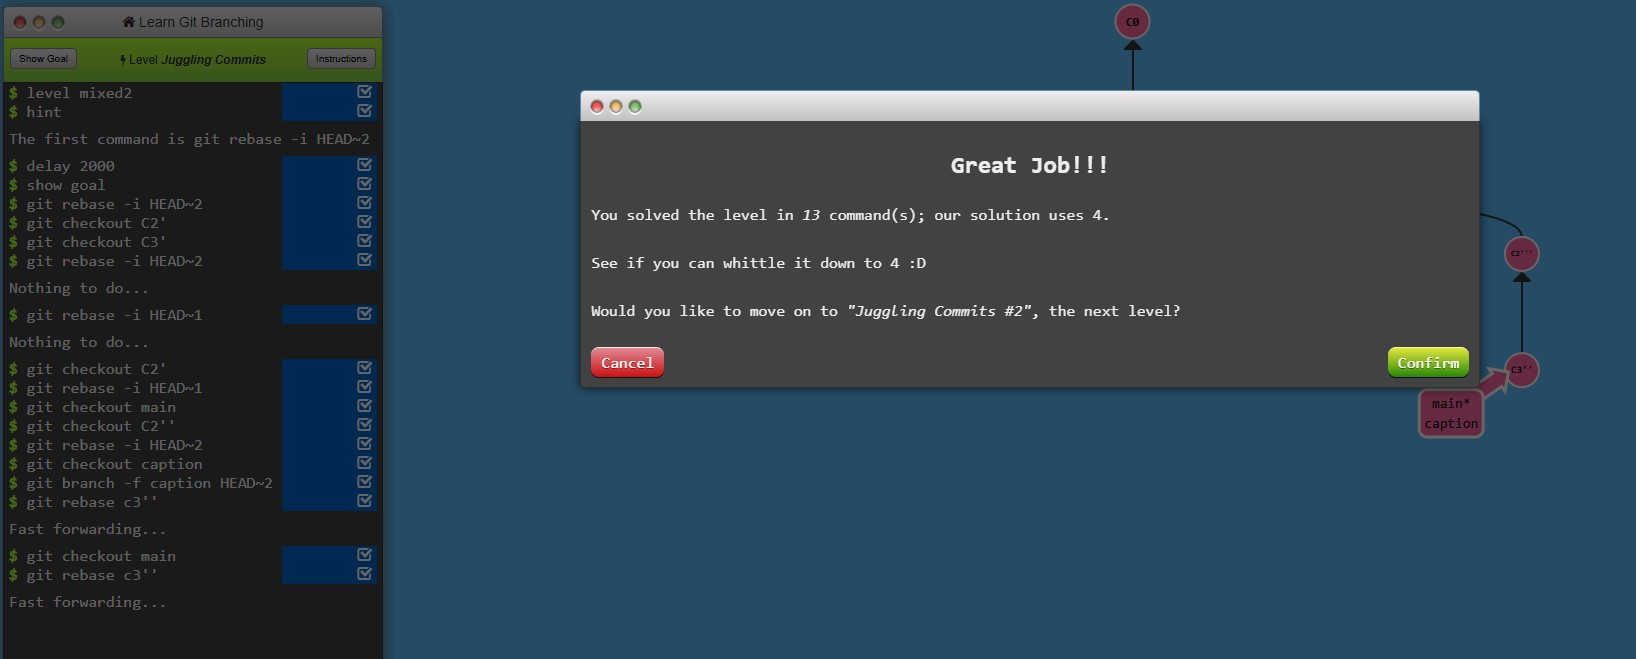 Learn Git Branching
Show Goal
Level Juggling Commits
Instructions
$ level mixed2
$ hint
The first command is git rebase -i HEAD~2
$ delay 2000
$ show goal
$ git rebase -i HEAD~2
$ git checkout C2'
$ git checkout C3'
$ git rebase -i HEAD~2
Nothing to do...
$ git rebase -i HEAD~1
Nothing to do...
$ git checkout C2'
$ git rebase -i HEAD~1
$ git checkout main
$ git checkout C2''
$ git rebase -i HEAD~2
$ git checkout caption
$ git branch -f caption HEAD~2
$ git rebase c3''
Fast forwarding...
$ git checkout main
$ git rebase c3''
Fast forwarding...
C0
Great Job!!!
You solved the level in 13 command(s); our solution uses 4.
See if you can whittle it down to 4 :D
Would you like to move on to "Juggling Commits #2", the next level?
Cancel
Confirm
C2'''
C3''
main*
caption